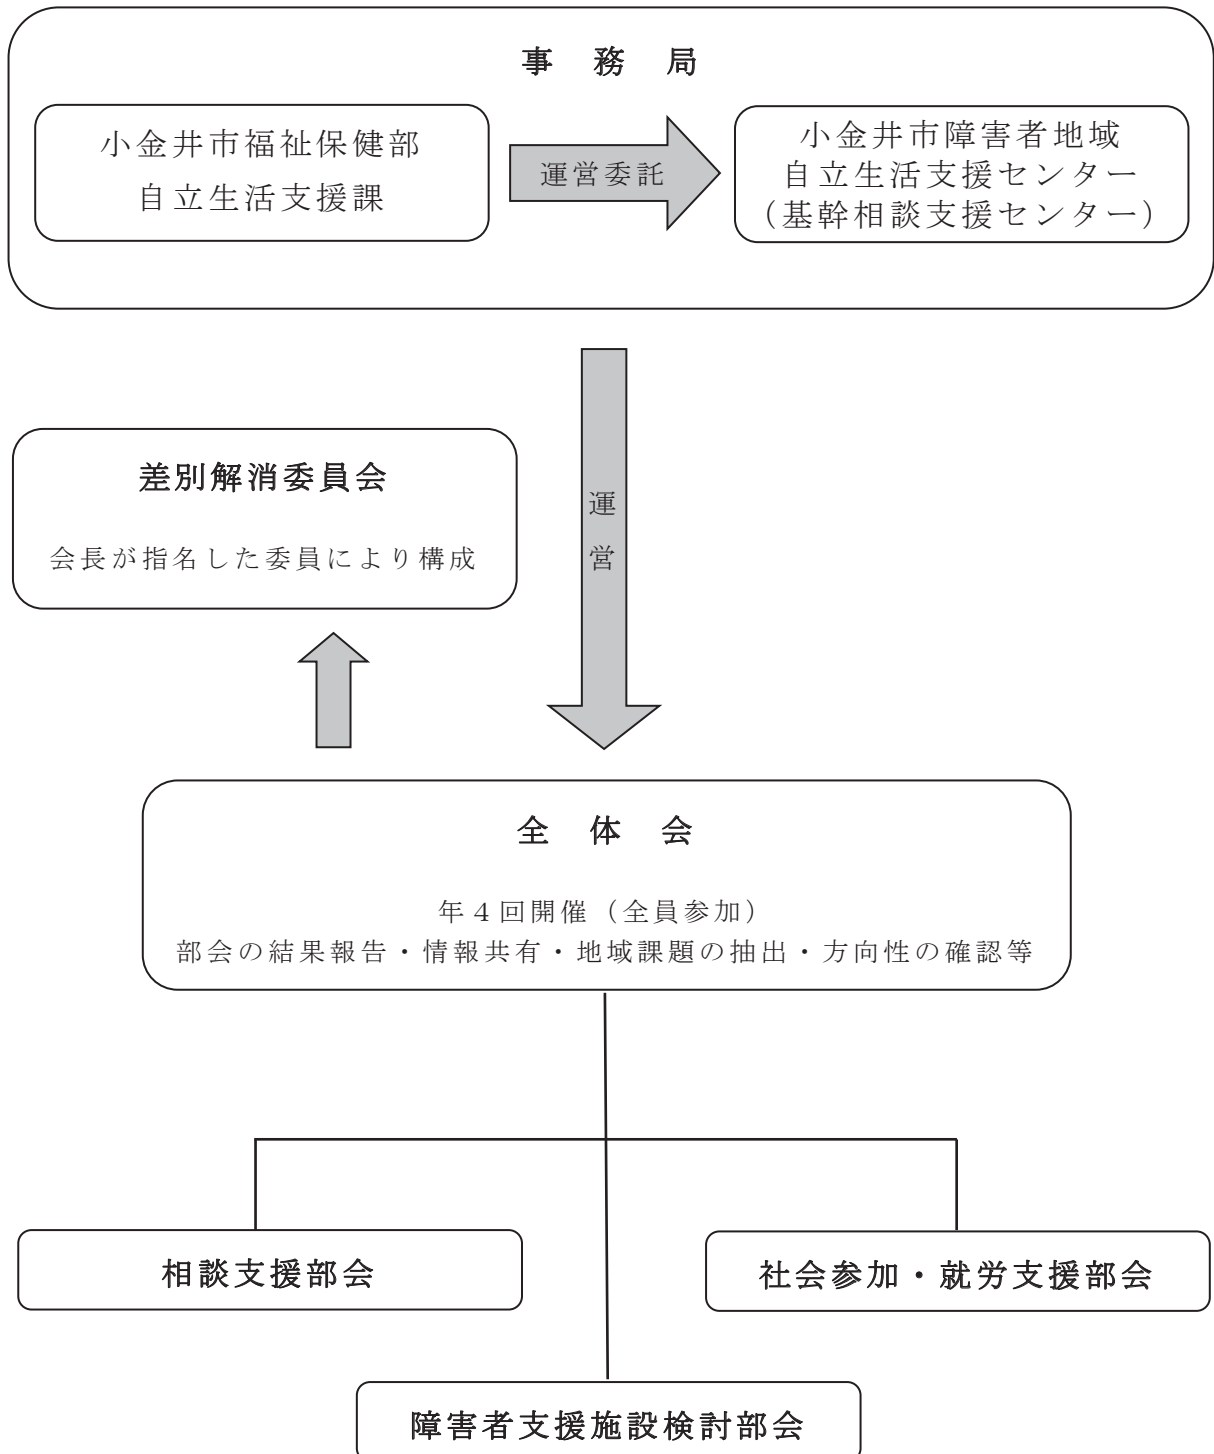 事　務　局
小金井市福祉保健部
自立生活支援課
運営委託
小金井市障害者地域
自立生活支援センター
（基幹相談支援センター）
差別解消委員会
会長が指名した委員により構成
運営
全　体　会
年４回開催（全員参加）
部会の結果報告・情報共有・地域課題の抽出・方向性の確認等
相談支援部会
社会参加・就労支援部会
障害者支援施設検討部会